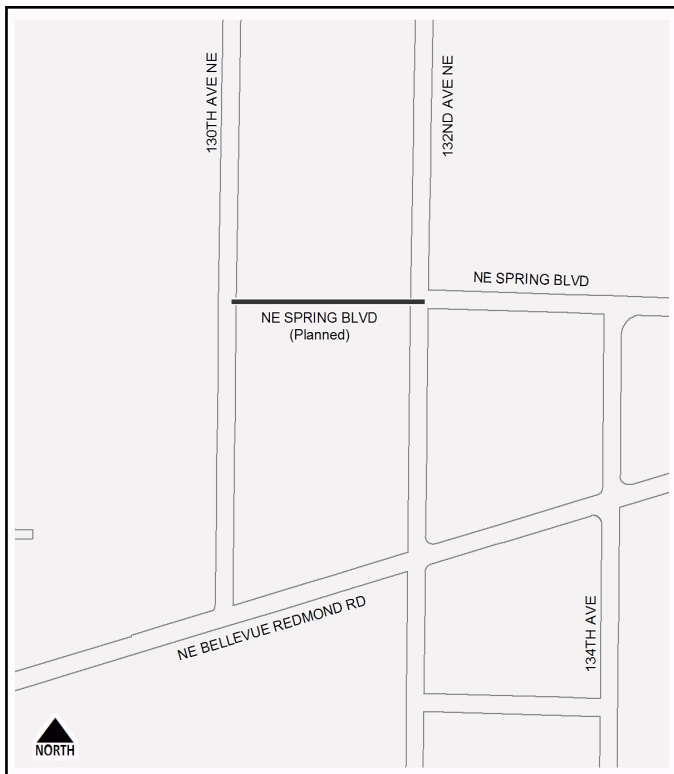 130TH AVE NE
132ND AVE NE
NE SPRING BLVD
NE SPRING BLVD
(Planned)
NE BELLEVUE REDMOND RD
134TH AVE
NORTH